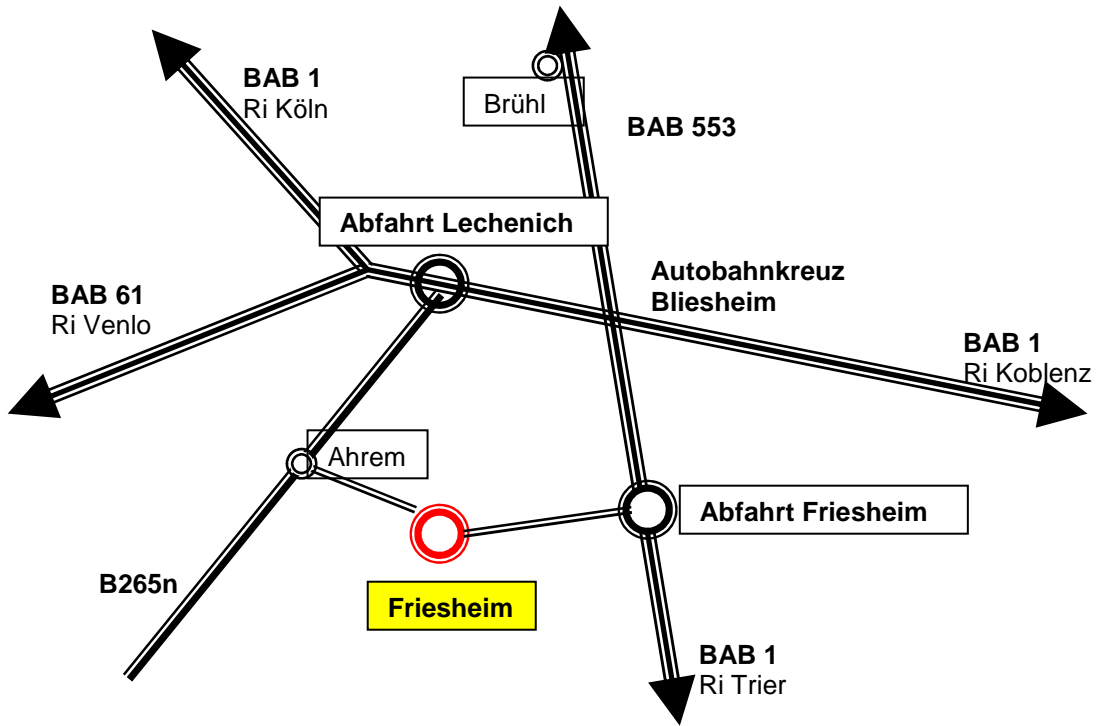 BAB 1
Ri Köln
Brühl
BAB 553
Abfahrt Lechenich
Autobahnkreuz
Bliesheim
BAB 61
Ri Venlo
BAB 1
Ri Koblenz
Ahrem
Abfahrt Friesheim
B265n
Friesheim
BAB 1
Ri Trier